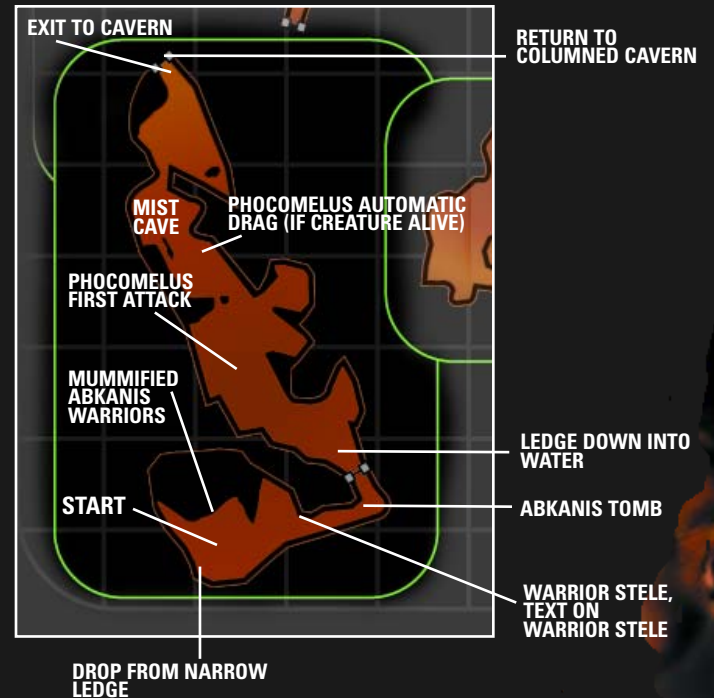 EXIT TO CAVERN
RETURN TO
COLUMNED CAVERN
MIST
CAVE
PHOCOMELUS AUTOMATIC
DRAG (IF CREATURE ALIVE)
PHOCOMELUS
FIRST ATTACK
MUMMIFIED
ABKANIS
WARRIORS
LEDGE DOWN INTO
WATER
START
ABKANIS TOMB
WARRIOR STELE,
TEXT ON
WARRIOR STELE
DROP FROM NARROW
LEDGE